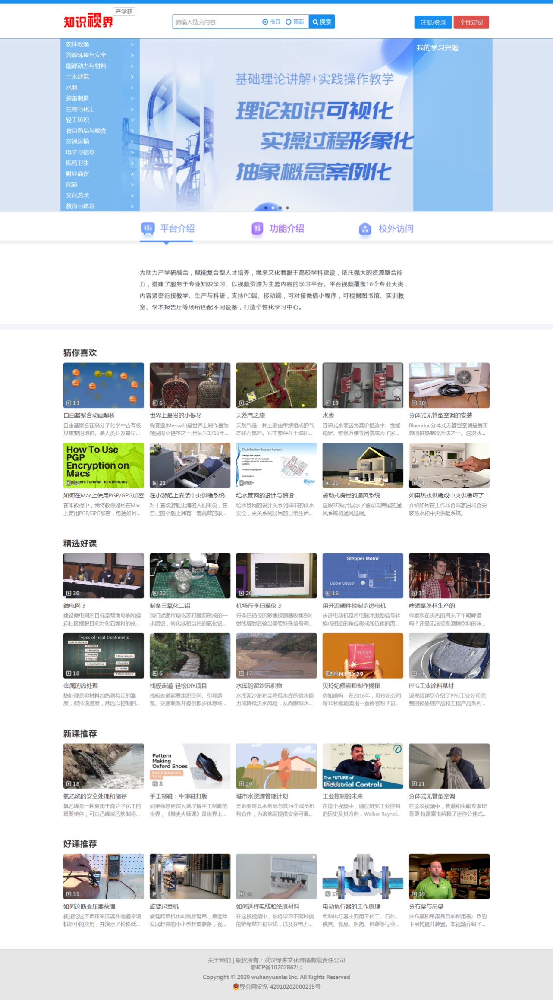 知识视界 产学研
请输入搜索内容 节目 画面 搜索
注册/登录 个性定制
农林牧渔 >
资源环境与安全 >
能源动力与材料 >
土木建筑 >
水利 >
装备制造 >
生物与化工 >
轻工纺织 >
食品药品与粮食 >
交通运输 >
电子与信息 >
医药卫生 >
财经商贸 >
旅游 >
文化艺术 >
教育与体育 >
基础理论讲解+实践操作教学
理论知识可视化
实操过程形象化
抽象概念案例化
我的学习兴趣
平台介绍 功能介绍 校外访问
为助力产学研融合，赋能复合型人才培养，缘来文化着眼于高校学科建设，依托强大的资源整合能
力，搭建了服务于专业知识学习、以视频资源为主要内容的学习平台。平台视频覆盖16个专业大类，
内容紧密衔接教学、生产与科研，支持PC端、移动端，可对接微信小程序，可根据图书馆、实训教
室、学术报告厅等场所匹配不同设备，打造个性化学习中心。
猜你喜欢
13
自由基聚合动画解析
自由基聚合在高分子化学中占有极
其重要的地位。是人类开发最早...
6
世界上最贵的小提琴
弥赛亚(Messiah)是世界上制作最为
精良的小提琴之一,自从它1716年...
2
天然气之旅
天然气是一种主要由甲烷组成的气
态化石燃料。它主要存在于油田...
19
水表
容积式水表因为其价格适中、性能
稳定、维修方便等因素成为了家...
30
分体式无管型空调的安装
Blueridge分体式无管型空调是最实
惠的供热制冷方法之一。这次我...
How To Use
PGP
Encryption on
Macs
Tutorial - In 4 minutes
31
如何在Mac上使用PGP/GPG加密
在本教程中，我将教你如何在Mac
上使用PGP/GPG加密，包括如何...
21
在小游船上安装中央供暖系统
对于喜欢游船出海的人们来说，在
自己的小船上拥有一套高效的取...
Distribution System Layout
Design and Layout
There are three basic design
configurations for a distribution
system:
Arterial-loop system
Grid system
20
给水管网的设计与铺设
给水管网的设计关系到城市的供水
安全，更关系到居民的日常生活...
25
被动式房屋的通风系统
这段3D短片展示了被动式房屋的通
风系统和通风过程。
21
如果热水供暖或中央供暖坏了...
介绍如何在工作场合或家居场合安
装热水和中央供暖系统。
精选好课
30
微电网 3
建设微电网的目标是帮助岛屿和偏
远社区摆脱目前对化石燃料的依...
22
制备三氧化二铝
我们试图将熔化苏打罐而形成的一
小团铝，转化成相当纯的氧化铝...
20
机场行李扫描仪 3
行李扫描仪的影像探测器收集到X
射线辐射后输出需要特殊信号调...
Stepper Motor
Bipolar Stepper
16
用开源硬件控制步进电机
步进电动机是将电脉冲激励信号转
换成相应的角位移或线位移的离...
17
啤酒是怎样生产的
你喜欢在炎热的周末下午喝啤酒
吗？还是无法接受酒精饮料的味...
Types of heat treatments
Heat Treatment
18
金属的热处理
热处理是将材料加热到特定的温
度，保持该温度，然后以控制的...
6
栈板走道-轻松DIY项目
栈板走道起着组织空间、引导游
览、交通联系并提供散步休息场...
17
水库的泥沙沉积物
水库泥沙淤积会降低水库的供水能
力或降低洪水风险，从而限制水...
HOOLA
NERY29
贝玲妃修容粉制作揭秘
你知道吗，在2016年，贝玲妃公司
每10秒就能卖出一盒修容粉？这...
21
PPG工业涂料基材
该视频详尽介绍了PPG工业公司完
整的预处理产品和工程产品系列...
新课推荐
18
氯乙烯的安全处理和储存
氯乙烯是一种应用于高分子化工的
重要单体，可由乙烯或乙炔制得...
Pattern
Making -
Oxford Shoes
SHOEMAKING
TIPS
3
手工制鞋：牛津鞋打版
如果你想更深入地了解手工制鞋的
世界，《鞋类大师课》是世界上...
20
城市水资源管理计划
圣地亚哥县水务局与其24个成员机
构合作，为该地区提供安全可靠...
The FUTURE of
Industrial Controls
工业控制的未来
在这个视频中，通过研究工业控制
的历史及其方向，Walker Reynol...
21
分体式无管型空调
在这段视频中，管道和供暖专家理
查德·特雷塞韦解释了迷你分体式...
好课推荐
31
如何诊断变压器故障
视频论述了低压变压器在暖通空调
机组中的应用，并演示了检修低...
30
旋臂起重机
旋臂起重机也叫做旋臂吊，是近年
发展起来的中小型起重装备，视...
24
如何选择电线和绝缘材料
在这段视频中，你将学习不同种类
的绝缘材料和导线，以及在电力...
17
电动执行器的工作原理
电动执行器主要用于化工、石化、
模具、食品、医药、包装等行业...
MAZZELLA
Companies
19
分布梁与吊梁
分布梁和吊梁是目前使用最广泛的
下吊钩提升装置。本视频介绍了...
关于我们 | 版权所有：武汉缘来文化传播有限责任公司
鄂ICP备10202862号
Copyright © 2020 wuhanyuanlai Inc. All Rights Reserved
鄂公网安备 42010202000235号